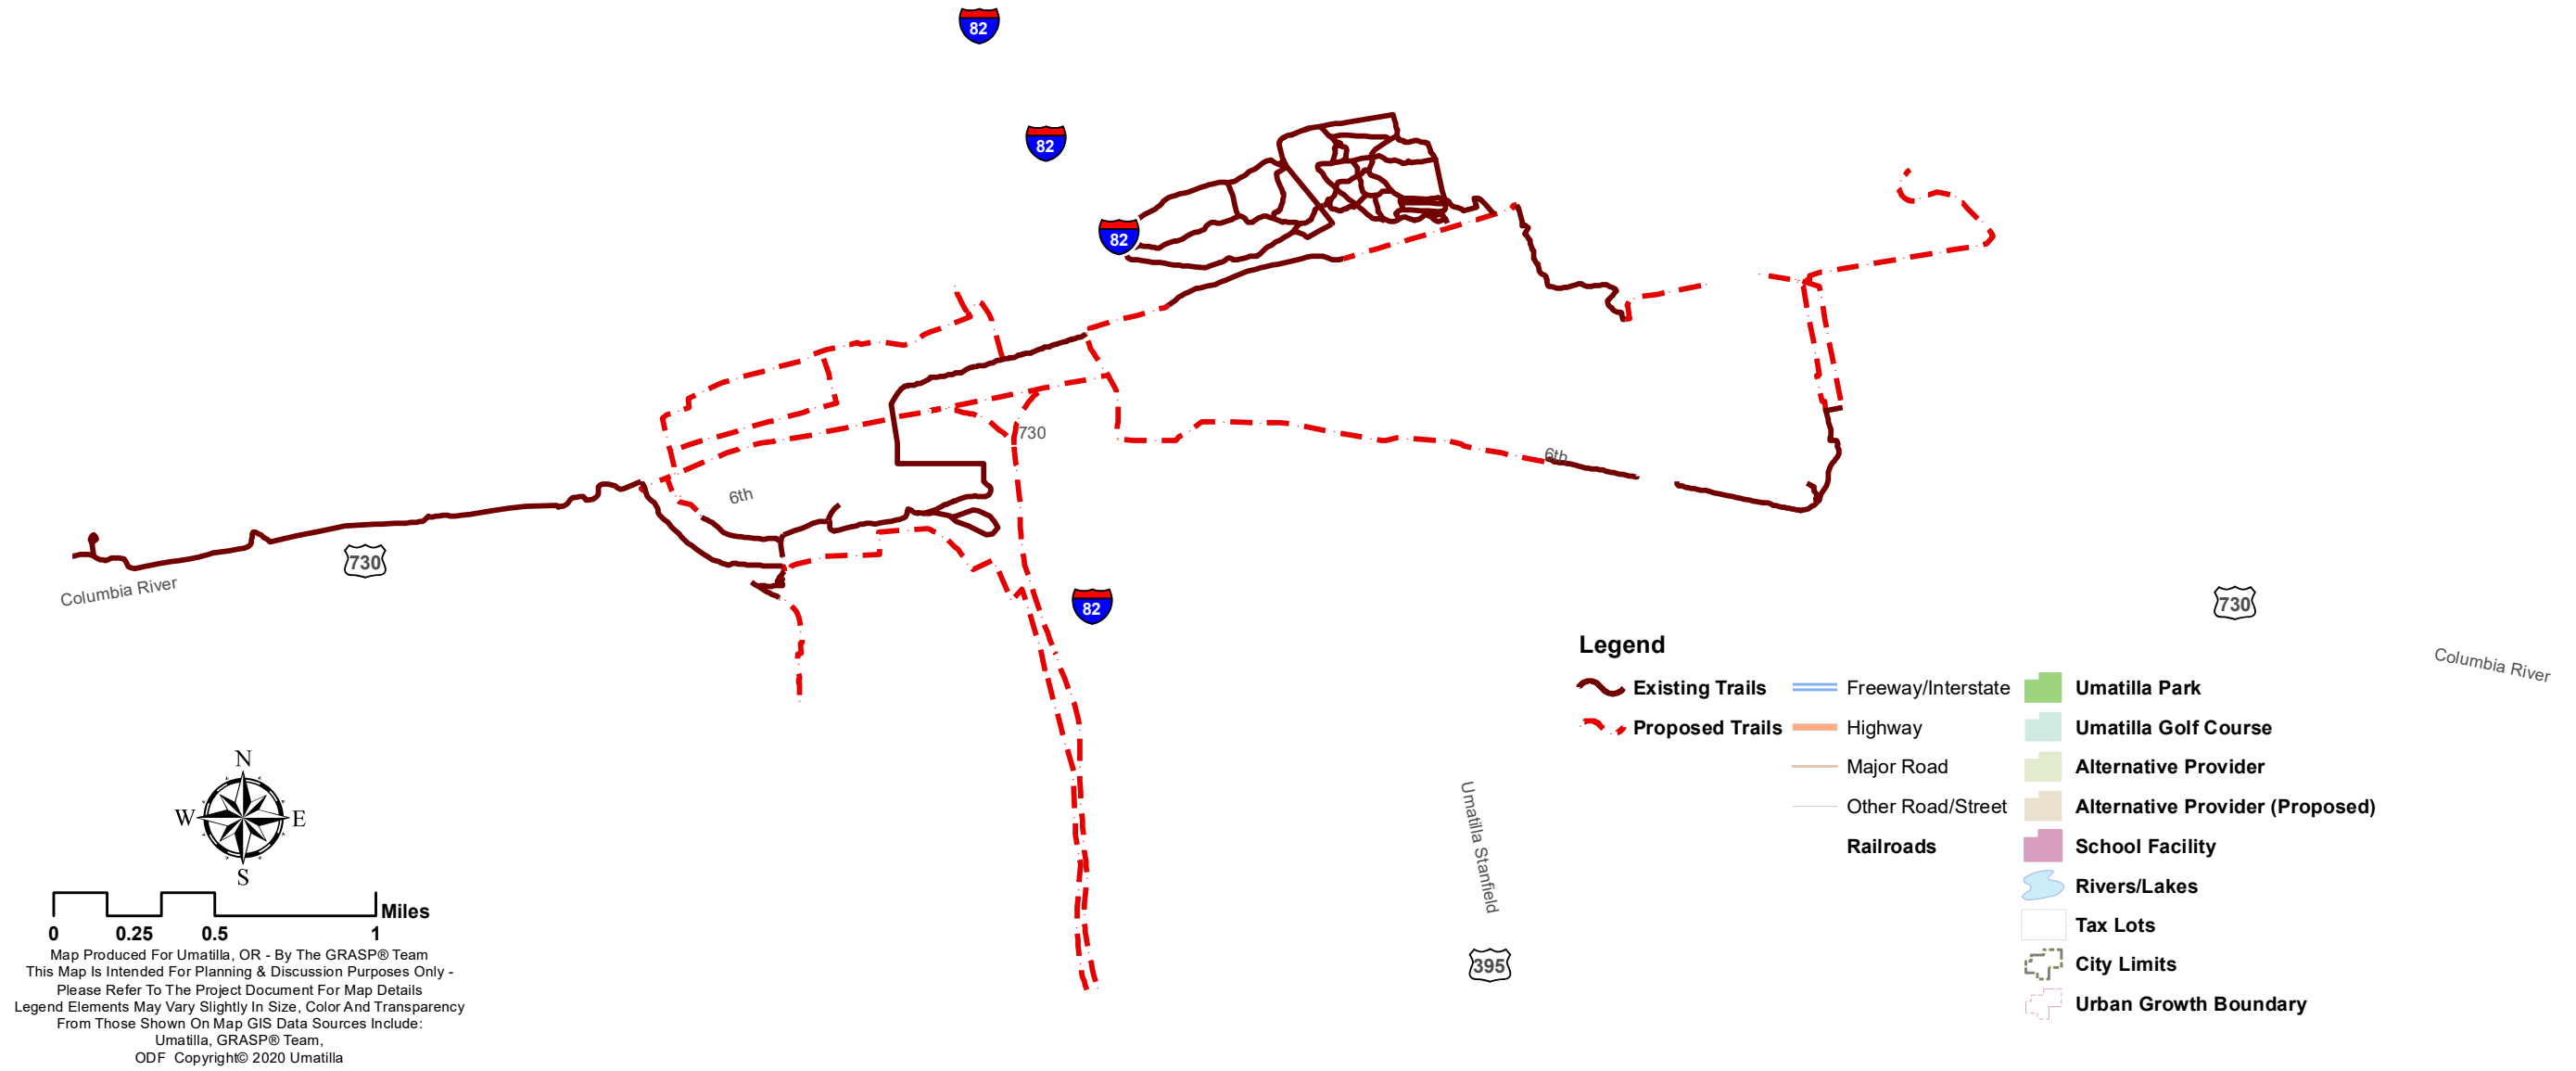 82
82
82
730
6th
6th
730
Columbia River
82
730
Columbia River
Legend
Existing Trails
Proposed Trails
Freeway/Interstate
Highway
Major Road
Other Road/Street
Railroads
Umatilla Park
Umatilla Golf Course
Alternative Provider
Alternative Provider (Proposed)
School Facility
Rivers/Lakes
Tax Lots
City Limits
Urban Growth Boundary
Umatilla Stanfield
395
N
W E
S
Miles
0 0.25 0.5 1
Map Produced For Umatilla, OR - By The GRASP® Team
This Map Is Intended For Planning & Discussion Purposes Only -
Please Refer To The Project Document For Map Details
Legend Elements May Vary Slightly In Size, Color And Transparency
From Those Shown On Map GIS Data Sources Include:
Umatilla, GRASP® Team,
ODF Copyright© 2020 Umatilla